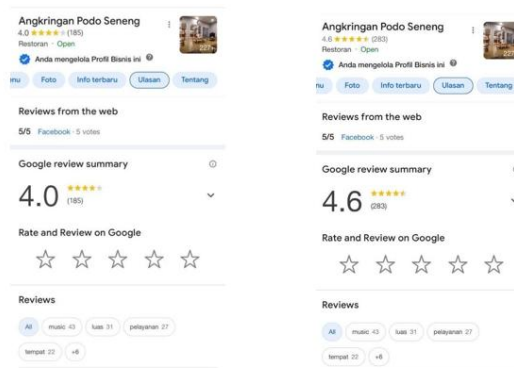 Angkringan Podo Seneng
4.0 ★★★★☆ (185)
Restoran · Open
Anda mengelola Profil Bisnis ini
nu Foto Info terbaru Ulasan Tentang
Reviews from the web
5/5 Facebook · 5 votes
Google review summary
4.0 (185)
Rate and Review on Google
Reviews
All music 43 luas 31 pelayanan 27
tempat 22 +8
Angkringan Podo Seneng
4.6 ★★★★★ (283)
Restoran · Open
Anda mengelola Profil Bisnis ini
nu Foto Info terbaru Ulasan Tentang
Reviews from the web
5/5 Facebook · 5 votes
Google review summary
4.6 (283)
Rate and Review on Google
Reviews
All music 43 luas 31 pelayanan 27
tempat 22 +8